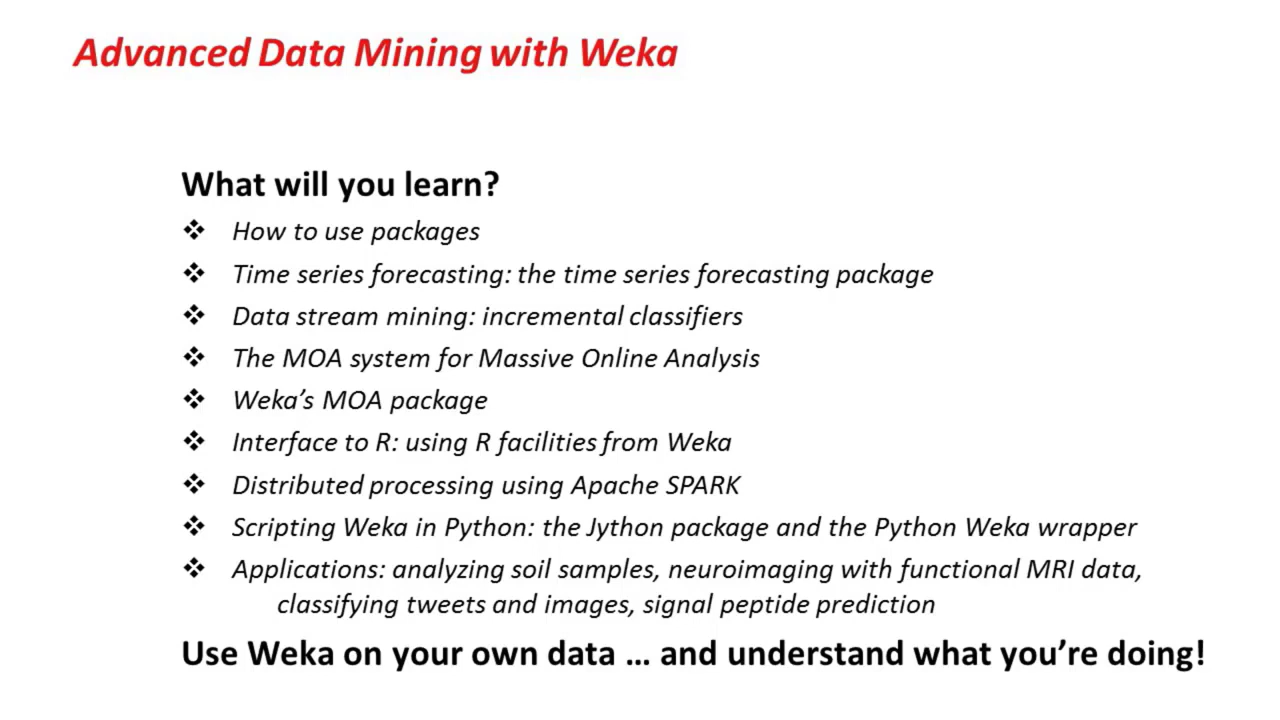 Advanced Data Mining with Weka
What will you learn?
❖ How to use packages
❖ Time series forecasting: the time series forecasting package
❖ Data stream mining: incremental classifiers
❖ The MOA system for Massive Online Analysis
❖ Weka’s MOA package
❖ Interface to R: using R facilities from Weka
❖ Distributed processing using Apache SPARK
❖ Scripting Weka in Python: the Jython package and the Python Weka wrapper
❖ Applications: analyzing soil samples, neuroimaging with functional MRI data,
classifying tweets and images, signal peptide prediction
Use Weka on your own data … and understand what you’re doing!